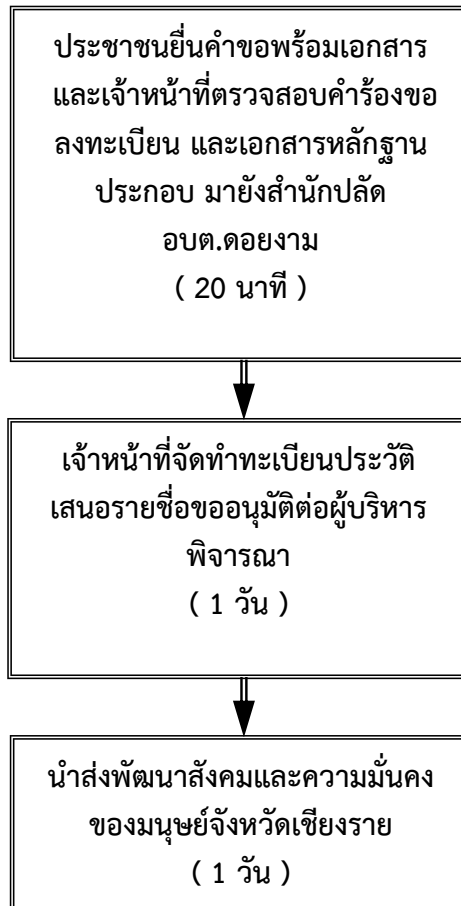 ประชาชนยื่นคำขอพร้อมเอกสาร
และเจ้าหน้าที่ตรวจสอบคำร้องขอ
ลงทะเบียน และเอกสารหลักฐาน
ประกอบ มายังสำนักปลัด
อบต.ดอยงาม
( 20 นาที )
เจ้าหน้าที่จัดทำทะเบียนประวัติ
เสนอรายชื่อขออนุมัติต่อผู้บริหาร
พิจารณา
( 1 วัน )
นำส่งพัฒนาสังคมและความมั่นคง
ของมนุษย์จังหวัดเชียงราย
( 1 วัน )